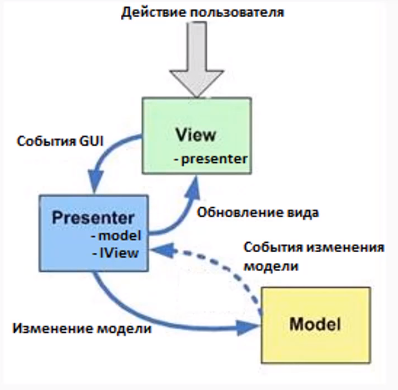 Действие пользователя
View
- presenter
События GUI
Presenter
- model
- IView
Обновление вида
События изменения
модели
Изменение модели
Model